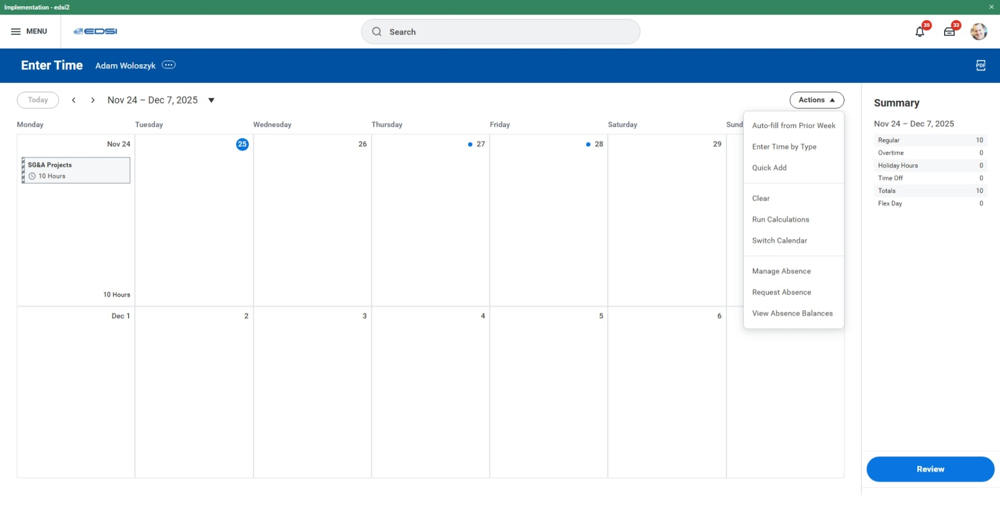 Implementation - edsi2
MENU
EDSI
Search
35
33
Enter Time
Adam Woloszyk
PDF
Today
Nov 24 – Dec 7, 2025
Actions
Monday
Tuesday
Wednesday
Thursday
Friday
Saturday
Sund
Nov 24
25
26
27
28
29
SG&A Projects
10 Hours
10 Hours
Dec 1
2
3
4
5
6
Auto-fill from Prior Week
Enter Time by Type
Quick Add
Clear
Run Calculations
Switch Calendar
Manage Absence
Request Absence
View Absence Balances
Summary
Nov 24 – Dec 7, 2025
Regular 10
Overtime 0
Holiday Hours 0
Time Off 0
Totals 10
Flex Day 0
Review